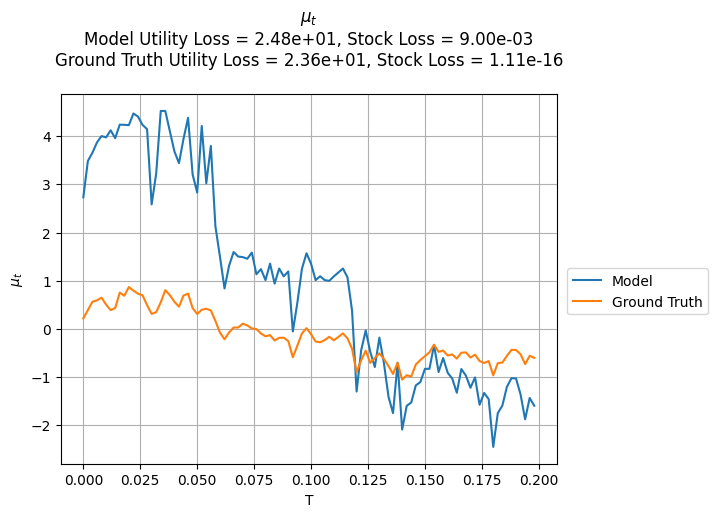 μₜ
Model Utility Loss = 2.48e+01, Stock Loss = 9.00e-03
Ground Truth Utility Loss = 2.36e+01, Stock Loss = 1.11e-16
4
3
2
1
0
−1
−2
μₜ
0.000
0.025
0.050
0.075
0.100
0.125
0.150
0.175
0.200
T
Model
Ground Truth